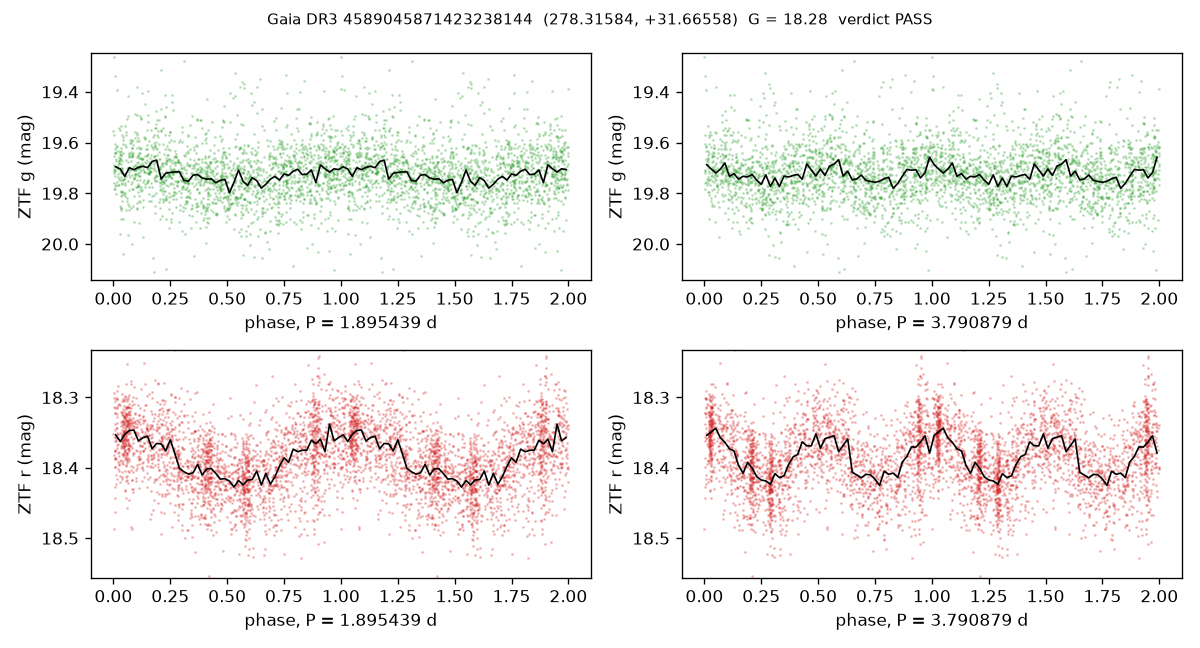 Gaia DR3 4589045871423238144 (278.31584, +31.66558) G = 18.28 verdict PASS
ZTF g (mag)
19.4
19.6
19.8
20.0
0.00 0.25 0.50 0.75 1.00 1.25 1.50 1.75 2.00
phase, P = 1.895439 d
ZTF g (mag)
19.4
19.6
19.8
20.0
0.00 0.25 0.50 0.75 1.00 1.25 1.50 1.75 2.00
phase, P = 3.790879 d
ZTF r (mag)
18.3
18.4
18.5
0.00 0.25 0.50 0.75 1.00 1.25 1.50 1.75 2.00
phase, P = 1.895439 d
ZTF r (mag)
18.3
18.4
18.5
0.00 0.25 0.50 0.75 1.00 1.25 1.50 1.75 2.00
phase, P = 3.790879 d